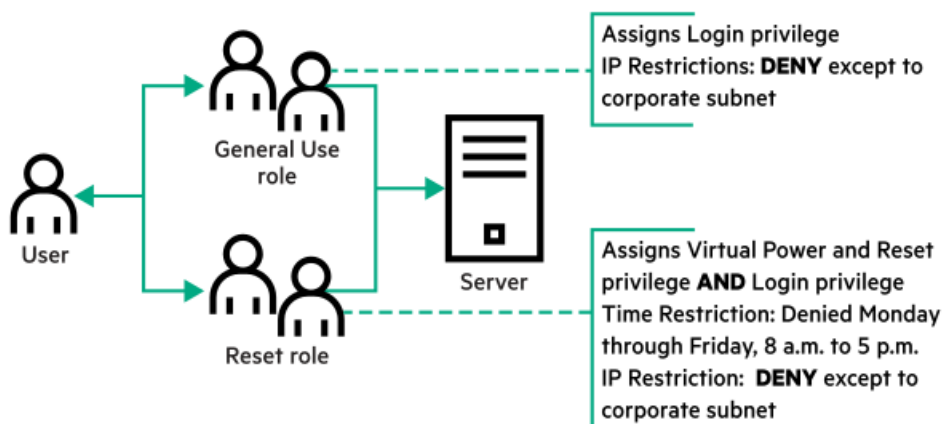 Assigns Login privilege
IP Restrictions: DENY except to
corporate subnet
General Use
role
User
Server
Reset role
Assigns Virtual Power and Reset
privilege AND Login privilege
Time Restriction: Denied Monday
through Friday, 8 a.m. to 5 p.m.
IP Restriction: DENY except to
corporate subnet